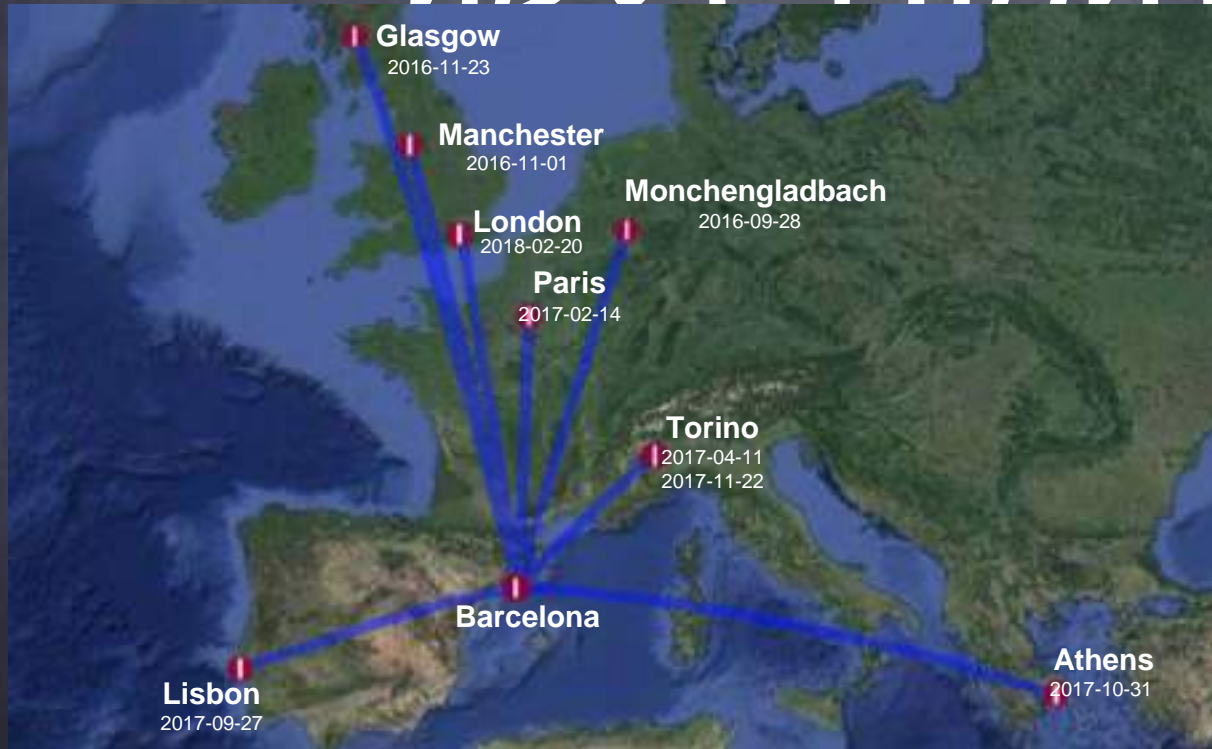 Glasgow
2016-11-23
Manchester
2016-11-01
Monchengladbach
2016-09-28
London
2018-02-20
Paris
2017-02-14
Torino
2017-04-11
2017-11-22
Barcelona
Athens
2017-10-31
Lisbon
2017-09-27